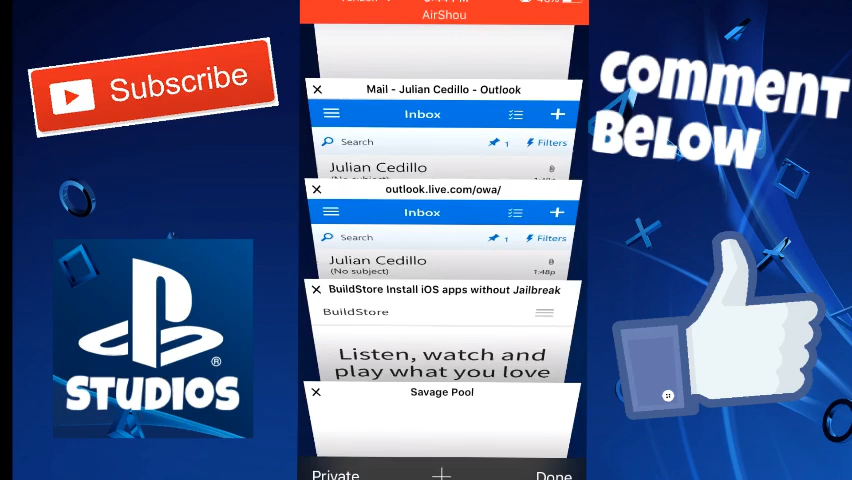 AirShou
Subscribe
COMMENT
BELOW
Mail - Julian Cedillo - Outlook
Inbox
Search
1
Filters
Julian Cedillo
outlook.live.com/owa/
Inbox
Search
1
Filters
Julian Cedillo
(No subject)
1:48p
BuildStore Install iOS apps without Jailbreak
BuildStore
Listen, watch and
play what you love
Savage Pool
®
STUDIOS
Private
Done